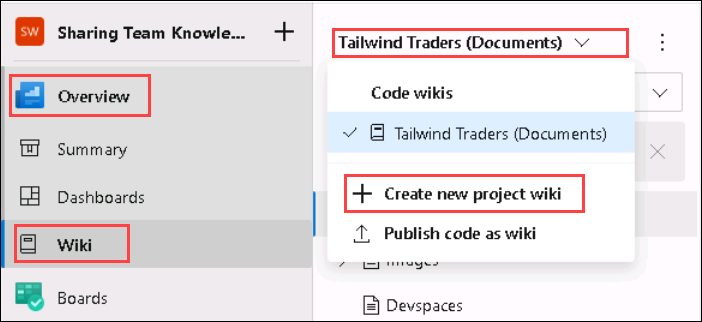 SW Sharing Team Knowle... +
Overview
Summary
Dashboards
Wiki
Boards
Tailwind Traders (Documents)
Code wikis
Tailwind Traders (Documents)
Create new project wiki
Publish code as wiki
Images
Devspaces